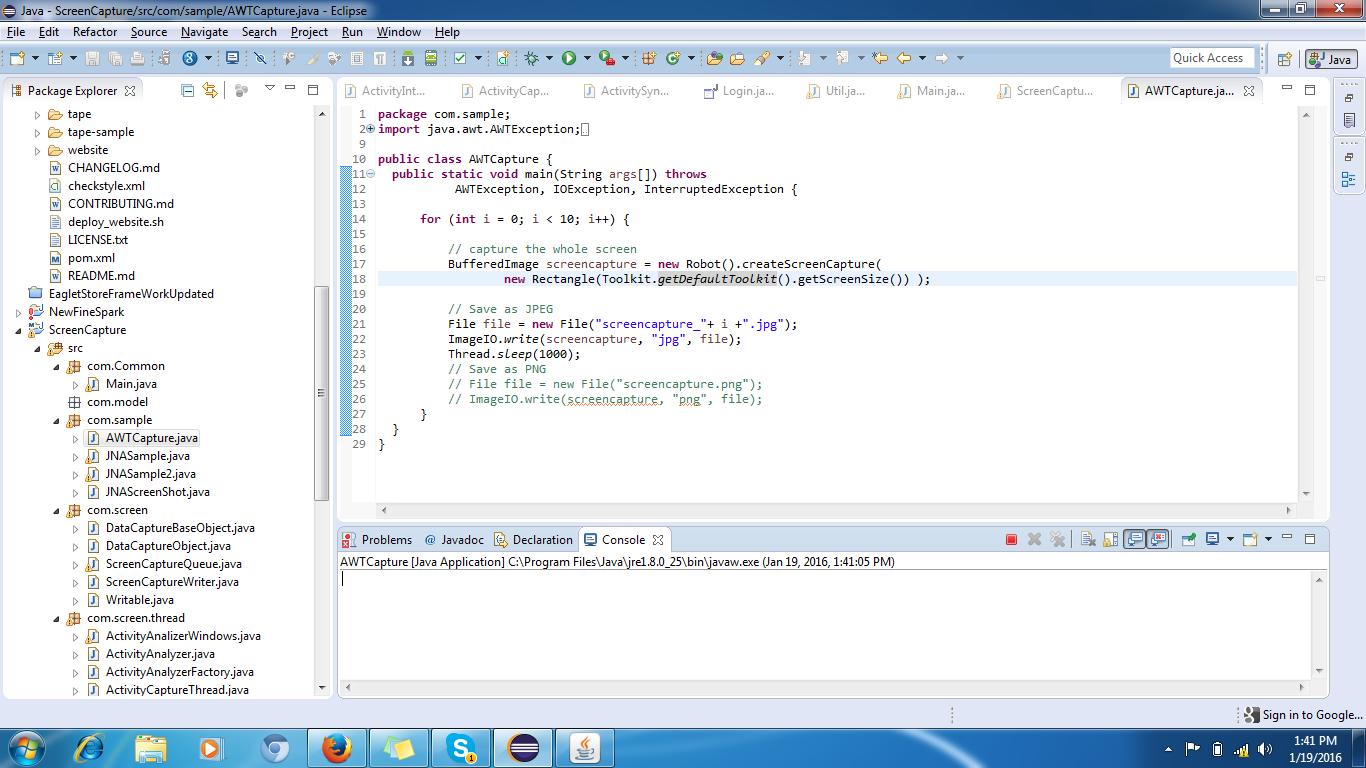 Java - ScreenCapture/src/com/sample/AWTCapture.java - Eclipse
File Edit Refactor Source Navigate Search Project Run Window Help
Quick Access
Java
Package Explorer
tape
tape-sample
website
CHANGELOG.md
checkstyle.xml
CONTRIBUTING.md
deploy_website.sh
LICENSE.txt
pom.xml
README.md
EagletStoreFrameWorkUpdated
NewFineSpark
ScreenCapture
src
com.Common
Main.java
com.model
com.sample
AWTCapture.java
JNASample.java
JNASample2.java
JNAScreenShot.java
com.screen
DataCaptureBaseObject.java
DataCaptureObject.java
ScreenCaptureQueue.java
ScreenCaptureWriter.java
Writable.java
com.screen.thread
ActivityAnalizerWindows.java
ActivityAnalyzer.java
ActivityAnalyzerFactory.java
ActivityCaptureThread.java
ActivityInt... ActivityCap... ActivitySyn... Login.ja... Util.ja... Main.ja... ScreenCaptu... AWTCapture.ja...
1 package com.sample;
2 import java.awt.AWTException;
9
10 public class AWTCapture {
11 public static void main(String args[]) throws
12 AWTException, IOException, InterruptedException {
13
14 for (int i = 0; i < 10; i++) {
15
16 // capture the whole screen
17 BufferedImage screencapture = new Robot().createScreenCapture(
18 new Rectangle(Toolkit.getDefaultToolkit().getScreenSize()) );
19
20 // Save as JPEG
21 File file = new File("screencapture_"+ i +".jpg");
22 ImageIO.write(screencapture, "jpg", file);
23 Thread.sleep(1000);
24 // Save as PNG
25 // File file = new File("screencapture.png");
26 // ImageIO.write(screencapture, "png", file);
27 }
28 }
29 }
Problems @ Javadoc Declaration Console
AWTCapture [Java Application] C:\Program Files\Java\jre1.8.0_25\bin\javaw.exe (Jan 19, 2016, 1:41:05 PM)
Sign in to Google...
1:41 PM
1/19/2016